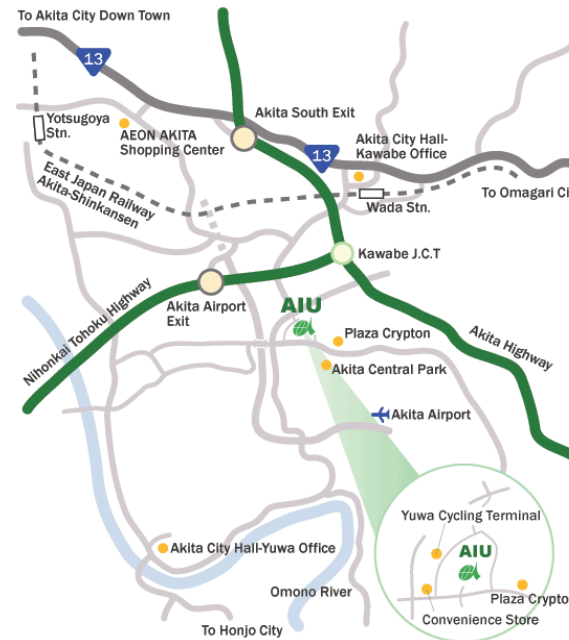 To Akita City Down Town
13
Akita South Exit
Yotsugoya
Stn.
AEON AKITA
Shopping Center
13
Akita City Hall-
Kawabe Office
East Japan Railway
Akita-Shinkansen
Wada Stn.
To Omagari Ci
Kawabe J.C.T
Akita Airport
Exit
Nihonkai Tohoku Highway
AIU
Plaza Crypton
Akita Central Park
Akita Highway
Akita Airport
Yuwa Cycling Terminal
AIU
Plaza Crypto
Convenience Store
Akita City Hall-Yuwa Office
Omono River
To Honjo City